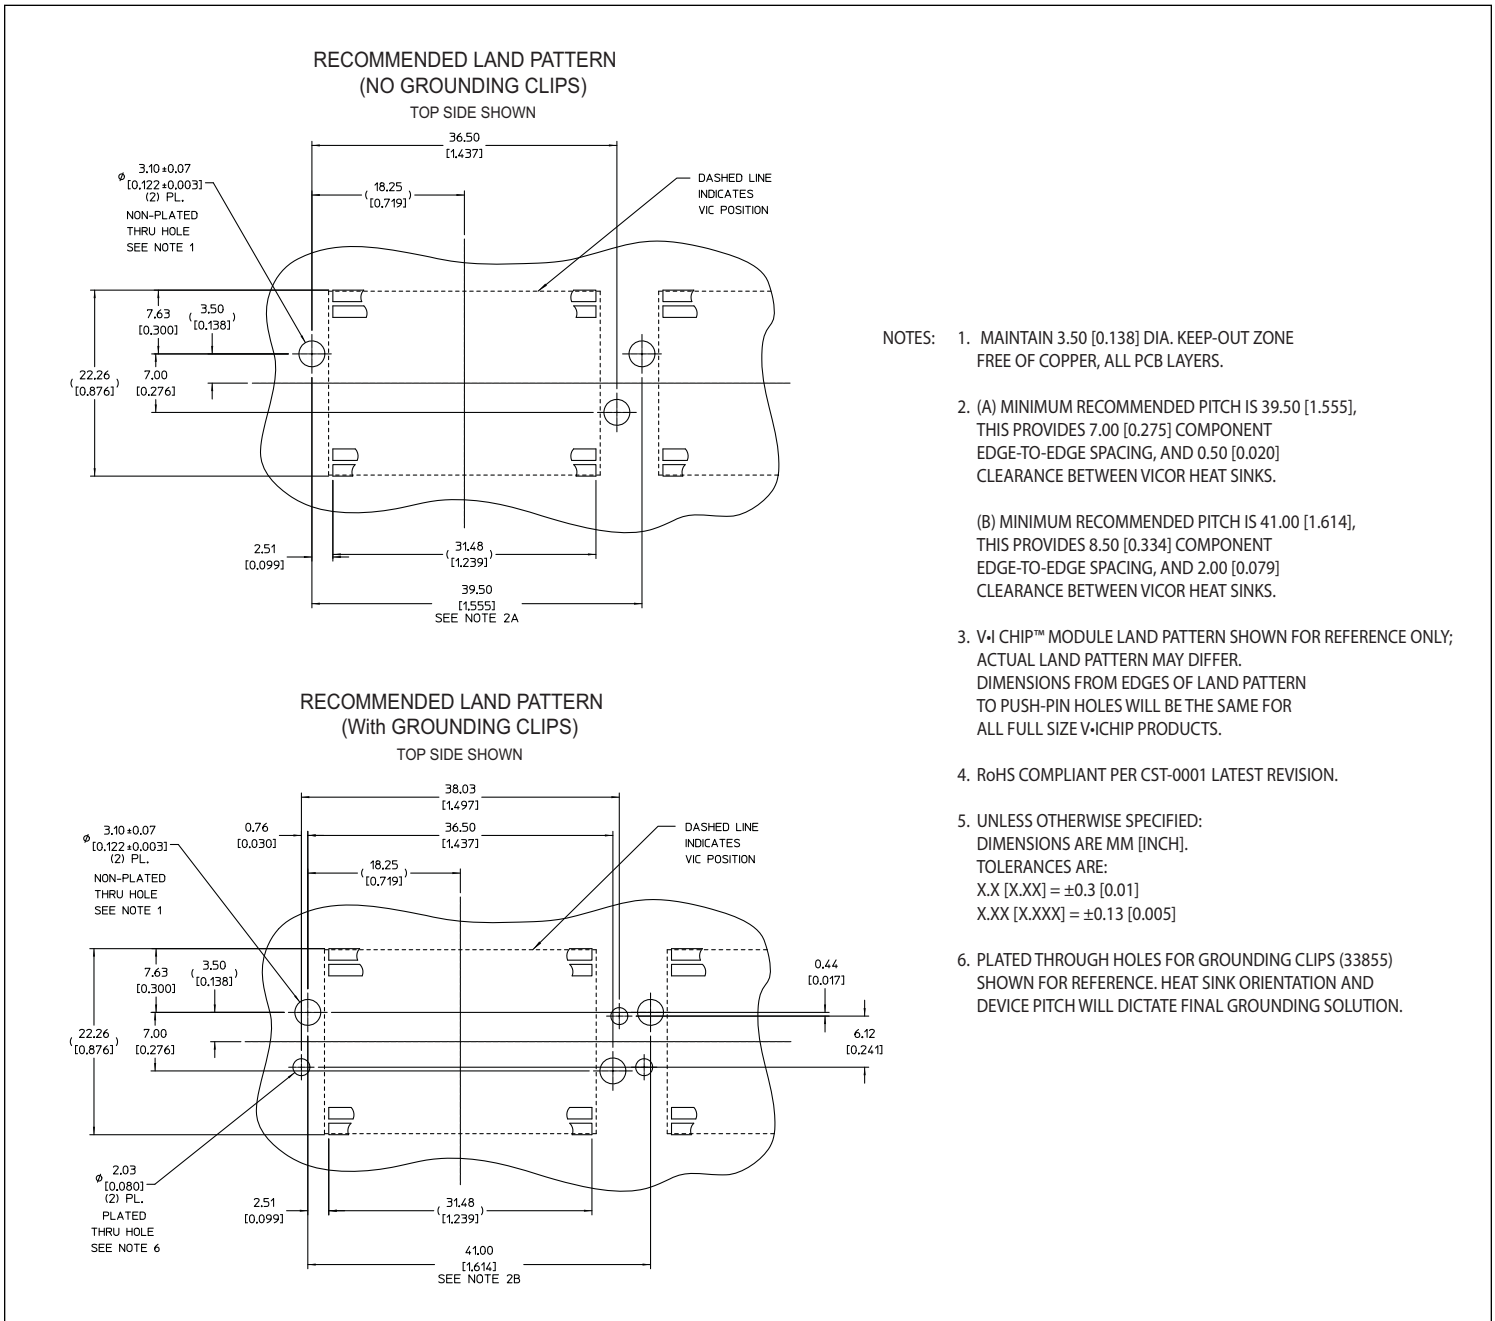 RECOMMENDED LAND PATTERN
(NO GROUNDING CLIPS)
TOP SIDE SHOWN
36.50
[1.437]
ø 3.10±0.07
[0.122±0.003]
(2) PL.
NON-PLATED
THRU HOLE
SEE NOTE 1
(18.25
[0.719])
DASHED LINE
INDICATES
VIC POSITION
7.63
[0.300]
(3.50
[0.138])
(22.26
[0.876])
7.00
[0.276]
2.51
[0.099]
(31.48
[1.239])
39.50
[1.555]
SEE NOTE 2A
RECOMMENDED LAND PATTERN
(With GROUNDING CLIPS)
TOP SIDE SHOWN
38.03
[1.497]
ø 3.10±0.07
[0.122±0.003]
(2) PL.
NON-PLATED
THRU HOLE
SEE NOTE 1
0.76
[0.030]
36.50
[1.437]
(18.25
[0.719])
DASHED LINE
INDICATES
VIC POSITION
7.63
[0.300]
(3.50
[0.138])
0.44
[0.017]
(22.26
[0.876])
7.00
[0.276]
6.12
[0.241]
ø 2.03
[0.080]
(2) PL.
PLATED
THRU HOLE
SEE NOTE 6
2.51
[0.099]
(31.48
[1.239])
41.00
[1.614]
SEE NOTE 2B
NOTES: 1. MAINTAIN 3.50 [0.138] DIA. KEEP-OUT ZONE
FREE OF COPPER, ALL PCB LAYERS.
2. (A) MINIMUM RECOMMENDED PITCH IS 39.50 [1.555],
THIS PROVIDES 7.00 [0.275] COMPONENT
EDGE-TO-EDGE SPACING, AND 0.50 [0.020]
CLEARANCE BETWEEN VICOR HEAT SINKS.
(B) MINIMUM RECOMMENDED PITCH IS 41.00 [1.614],
THIS PROVIDES 8.50 [0.334] COMPONENT
EDGE-TO-EDGE SPACING, AND 2.00 [0.079]
CLEARANCE BETWEEN VICOR HEAT SINKS.
3. V•I CHIP™ MODULE LAND PATTERN SHOWN FOR REFERENCE ONLY;
ACTUAL LAND PATTERN MAY DIFFER.
DIMENSIONS FROM EDGES OF LAND PATTERN
TO PUSH-PIN HOLES WILL BE THE SAME FOR
ALL FULL SIZE V•ICHIP PRODUCTS.
4. RoHS COMPLIANT PER CST-0001 LATEST REVISION.
5. UNLESS OTHERWISE SPECIFIED:
DIMENSIONS ARE MM [INCH].
TOLERANCES ARE:
X.X [X.XX] = ±0.3 [0.01]
X.XX [X.XXX] = ±0.13 [0.005]
6. PLATED THROUGH HOLES FOR GROUNDING CLIPS (33855)
SHOWN FOR REFERENCE. HEAT SINK ORIENTATION AND
DEVICE PITCH WILL DICTATE FINAL GROUNDING SOLUTION.